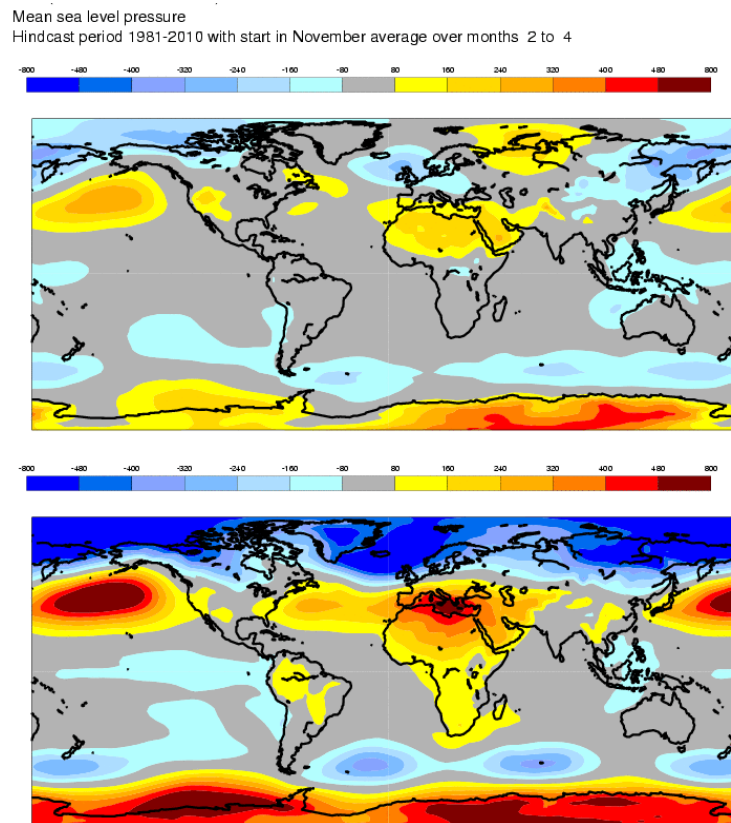 Mean sea level pressure
Hindcast period 1981-2010 with start in November average over months 2 to 4
-800 -480 -400 -320 -240 -160 -80 80 160 240 320 400 480 800
-800 -480 -400 -320 -240 -160 -80 80 160 240 320 400 480 800